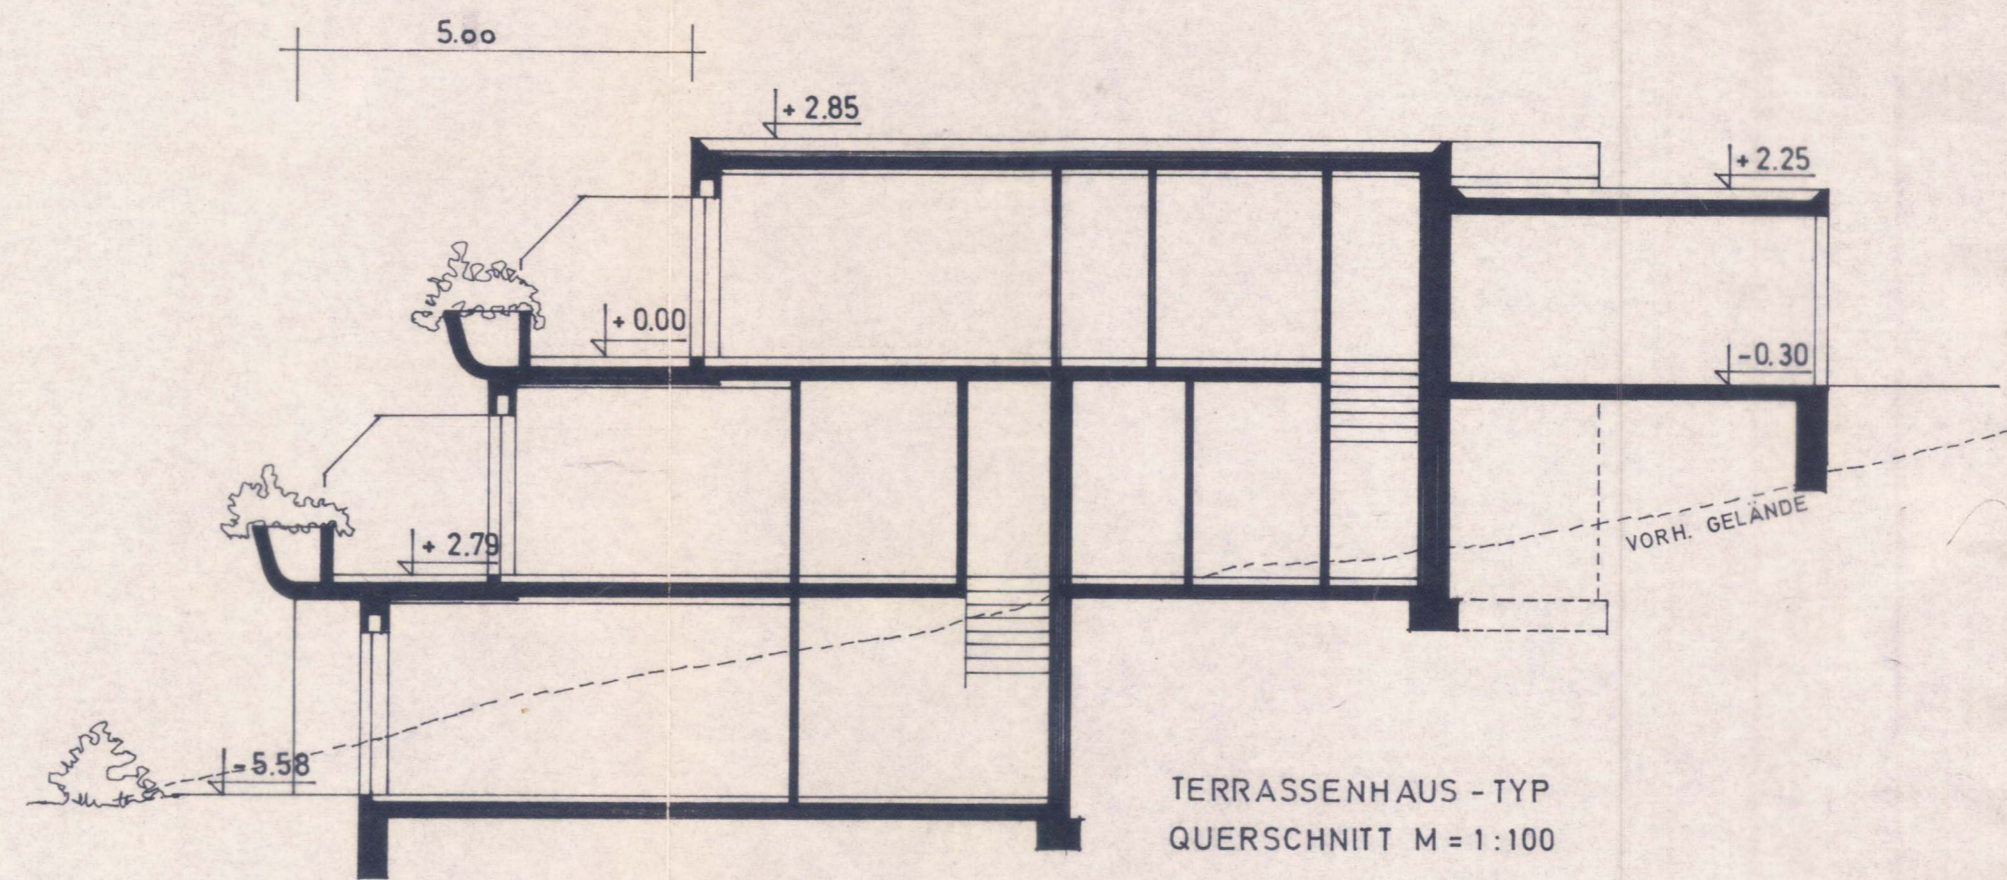 5.00
+ 2.85
+ 2.25
+ 0.00
-0.30
+ 2.79
VORH. GELÄNDE
-5.58
TERRASSENHAUS - TYP
QUERSCHNITT M = 1:100